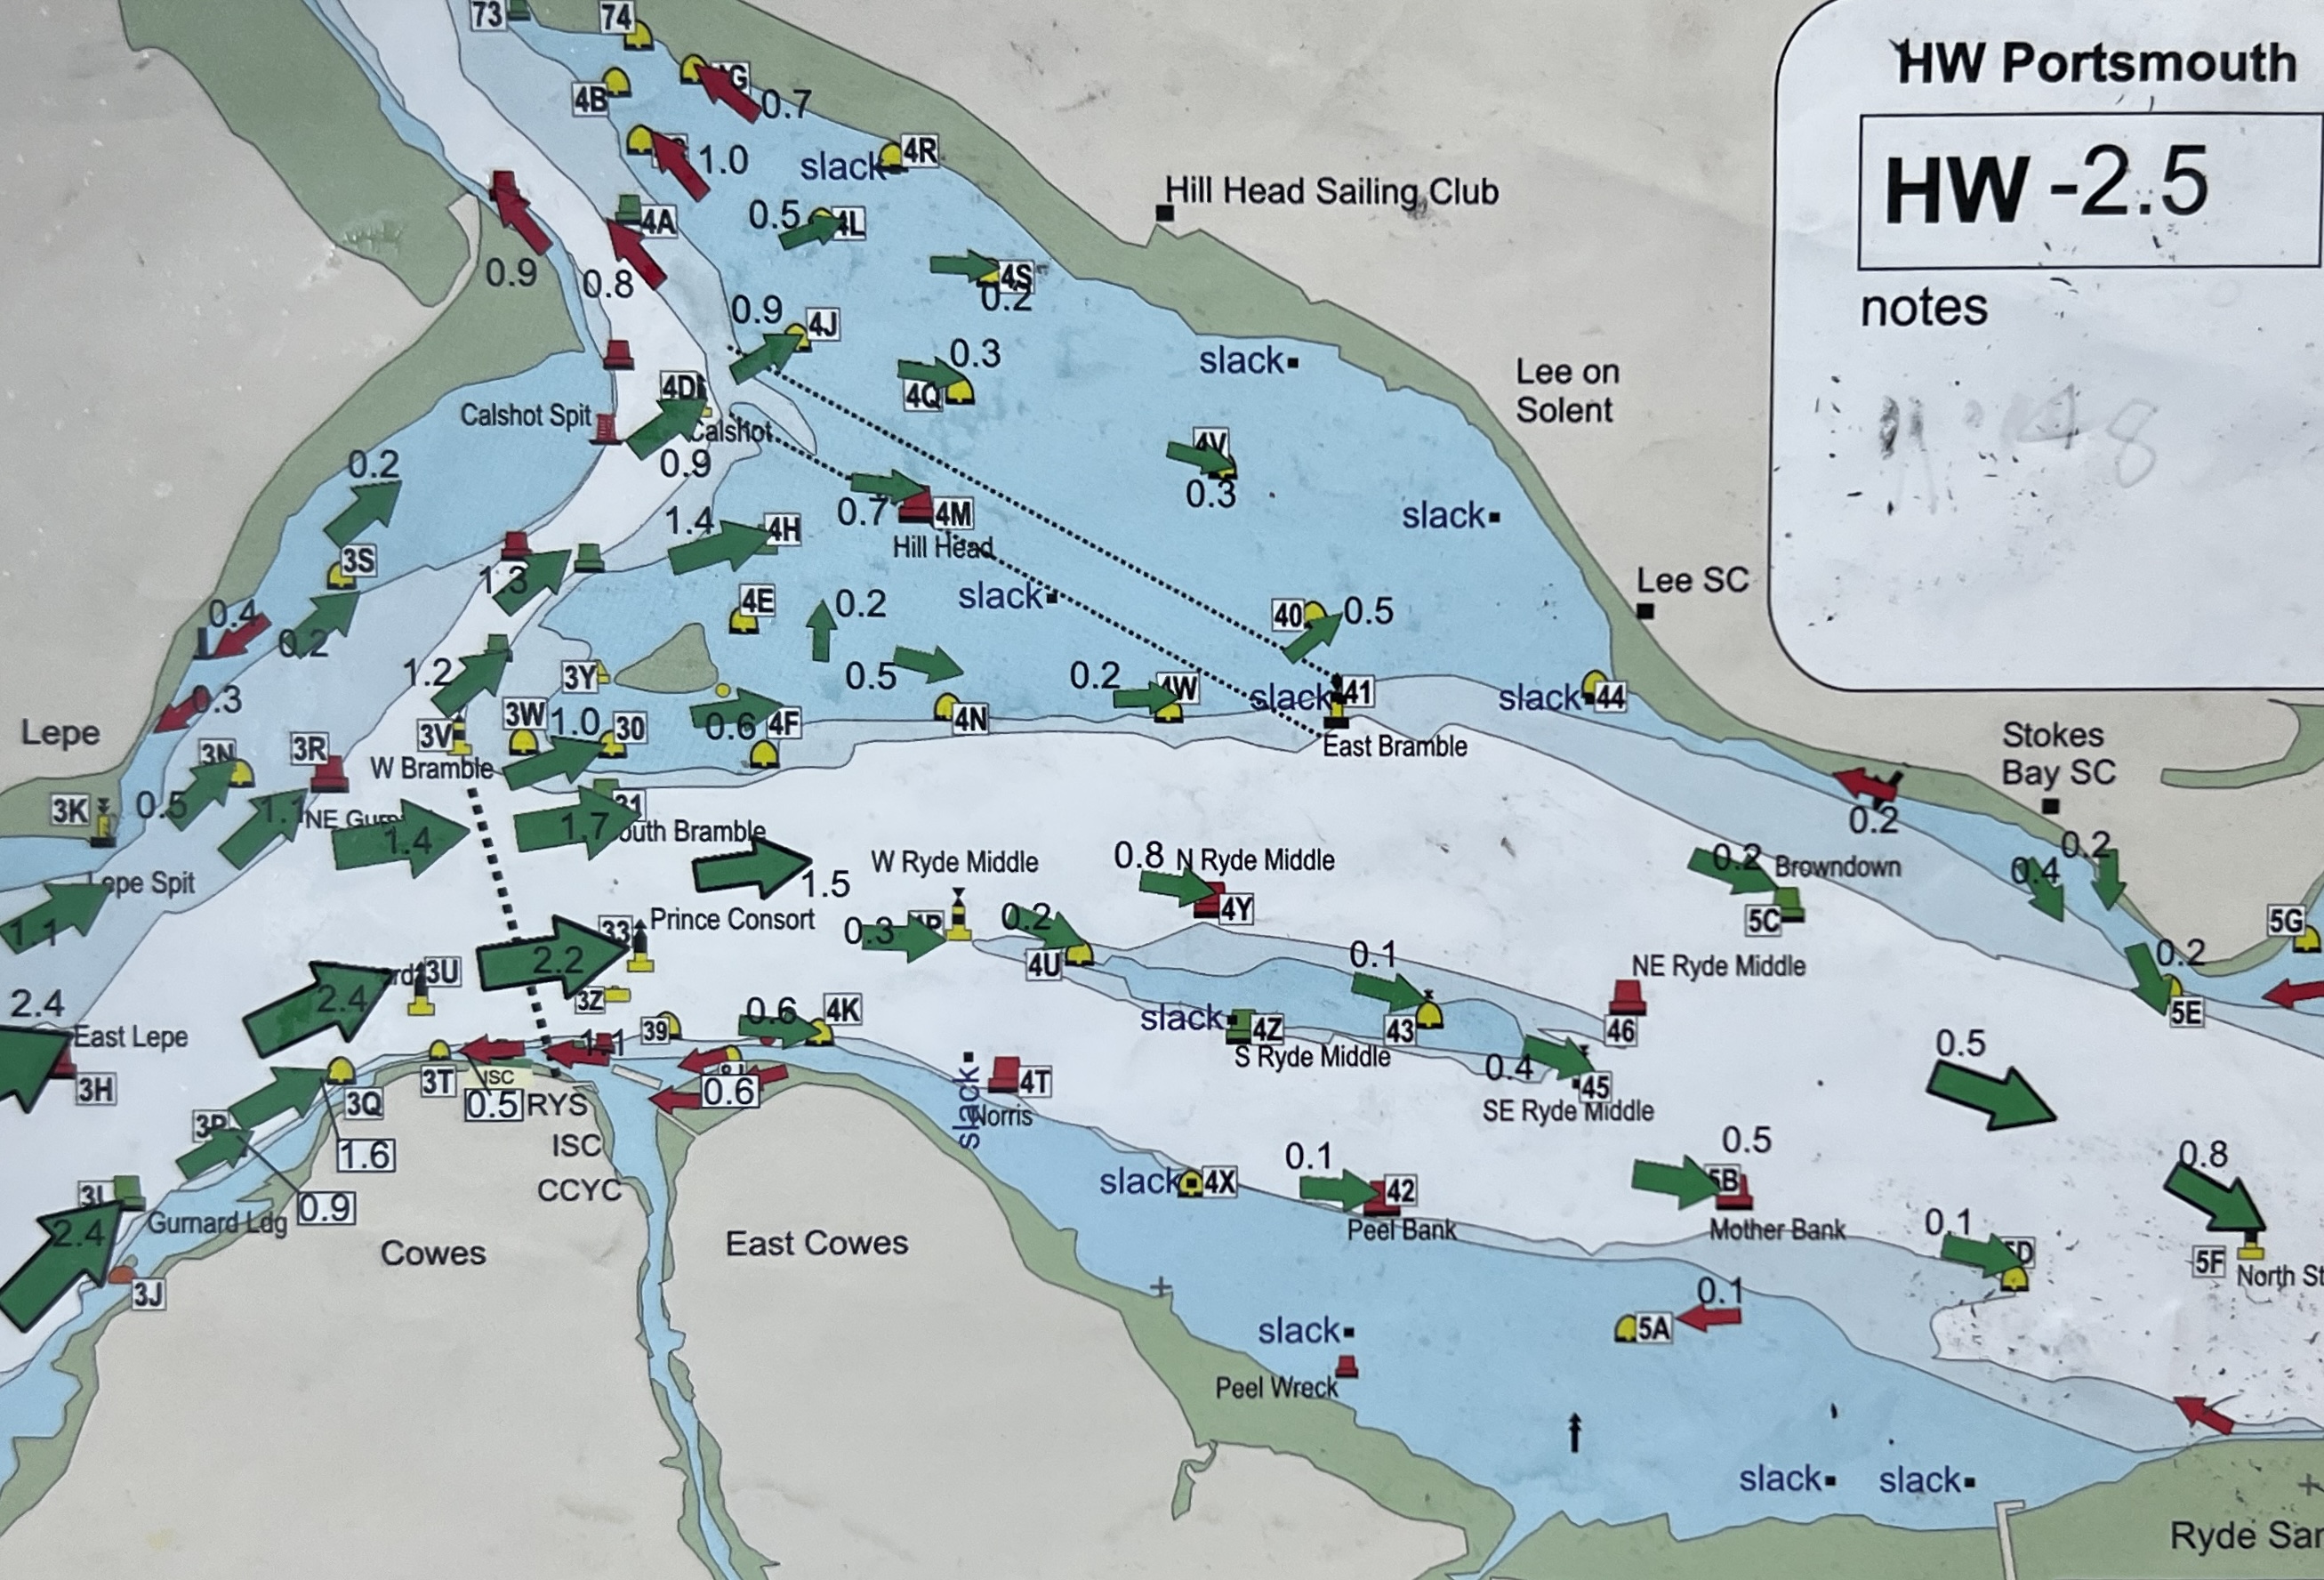 73
74
4B
0.7
1.0
slack
4R
4A
0.5
4L
0.9
0.8
4S
0.2
Hill Head Sailing Club
HW Portsmouth
HW -2.5
notes
0.9
4J
0.3
4Q
slack
Lee on
Solent
4D
Calshot Spit
Calshot
0.9
0.2
4V
0.3
slack
1.4
4H
0.7
4M
Hill Head
3S
1.3
4E
0.2
slack
40
0.5
Lee SC
0.4
0.2
1.2
3Y
0.5
0.2
4W
slack
41
slack
44
0.3
Lepe
3N
3R
3V
3W
1.0
30
0.6
4F
4N
W Bramble
East Bramble
Stokes
Bay SC
3K
0.5
1.1
1.4
1.7
0.2
W Ryde Middle
0.8
N Ryde Middle
0.2
Browndown
0.4
0.2
Lepe Spit
1.5
1.1
33
Prince Consort
0.3
0.2
4U
4Y
5C
5G
3U
2.4
2.2
3Z
0.1
NE Ryde Middle
0.2
5E
2.4
East Lepe
3H
39
0.6
4K
slack
4Z
43
46
S Ryde Middle
0.4
45
SE Ryde Middle
0.5
3T
ISC
1.1
0.5
RYS
0.6
slack
4T
Norris
3Q
1.6
ISC
CCYC
3P
0.9
slack
4X
0.1
42
Peel Bank
0.5
5B
Mother Bank
0.8
5F
North St
0.1
5D
2.4
Gurnard Ldg
3J
Cowes
East Cowes
slack
Peel Wreck
5A
0.1
slack
slack
Ryde San